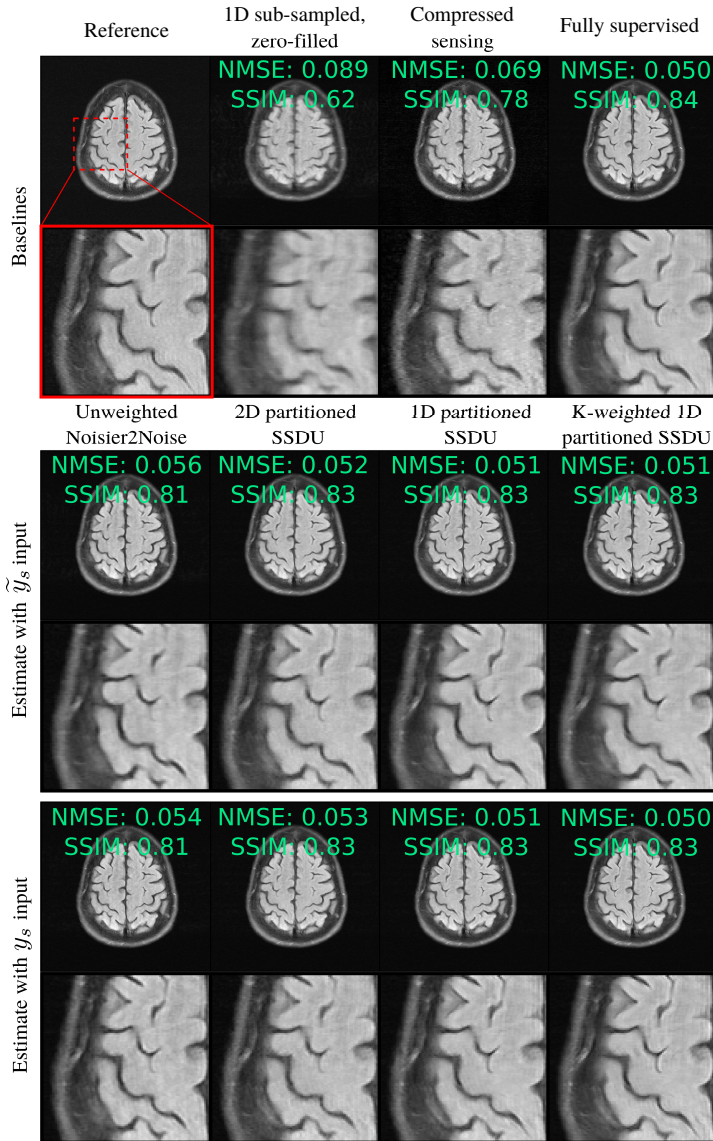 Reference
1D sub-sampled,
zero-filled
Compressed
sensing
Fully supervised
Baselines
NMSE: 0.089
SSIM: 0.62
NMSE: 0.069
SSIM: 0.78
NMSE: 0.050
SSIM: 0.84
Unweighted
Noisier2Noise
2D partitioned
SSDU
1D partitioned
SSDU
K-weighted 1D
partitioned SSDU
Estimate with ỹ_s input
NMSE: 0.056
SSIM: 0.81
NMSE: 0.052
SSIM: 0.83
NMSE: 0.051
SSIM: 0.83
NMSE: 0.051
SSIM: 0.83
Estimate with y_s input
NMSE: 0.054
SSIM: 0.81
NMSE: 0.053
SSIM: 0.83
NMSE: 0.051
SSIM: 0.83
NMSE: 0.050
SSIM: 0.83